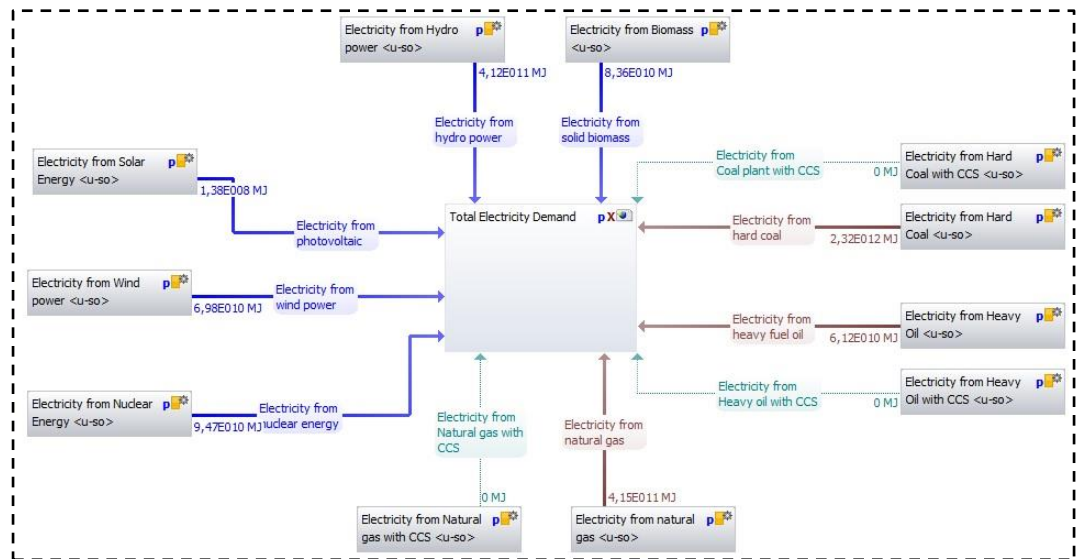 Electricity from Hydro
power <u-so>
p
4,12E011 MJ
Electricity from
hydro power
Electricity from Biomass
<u-so>
p
8,36E010 MJ
Electricity from
solid biomass
Electricity from Solar
Energy <u-so>
p
1,38E008 MJ
Electricity from
photovoltaic
Electricity from
Coal plant with CCS
0 MJ
Electricity from Hard
Coal with CCS <u-so>
p
Total Electricity Demand
p X
Electricity from
hard coal
2,32E012 MJ
Electricity from Hard
Coal <u-so>
p
Electricity from Wind
power <u-so>
p
6,98E010 MJ
Electricity from
wind power
Electricity from
heavy fuel oil
6,12E010 MJ
Electricity from Heavy
Oil <u-so>
p
Electricity from Nuclear
Energy <u-so>
p
9,47E010 MJ
Electricity from
nuclear energy
Electricity from
Heavy oil with CCS
0 MJ
Electricity from Heavy
Oil with CCS <u-so>
p
Electricity from
Natural gas with
CCS
0 MJ
Electricity from Natural
gas with CCS <u-so>
p
Electricity from
natural gas
4,15E011 MJ
Electricity from natural
gas <u-so>
p